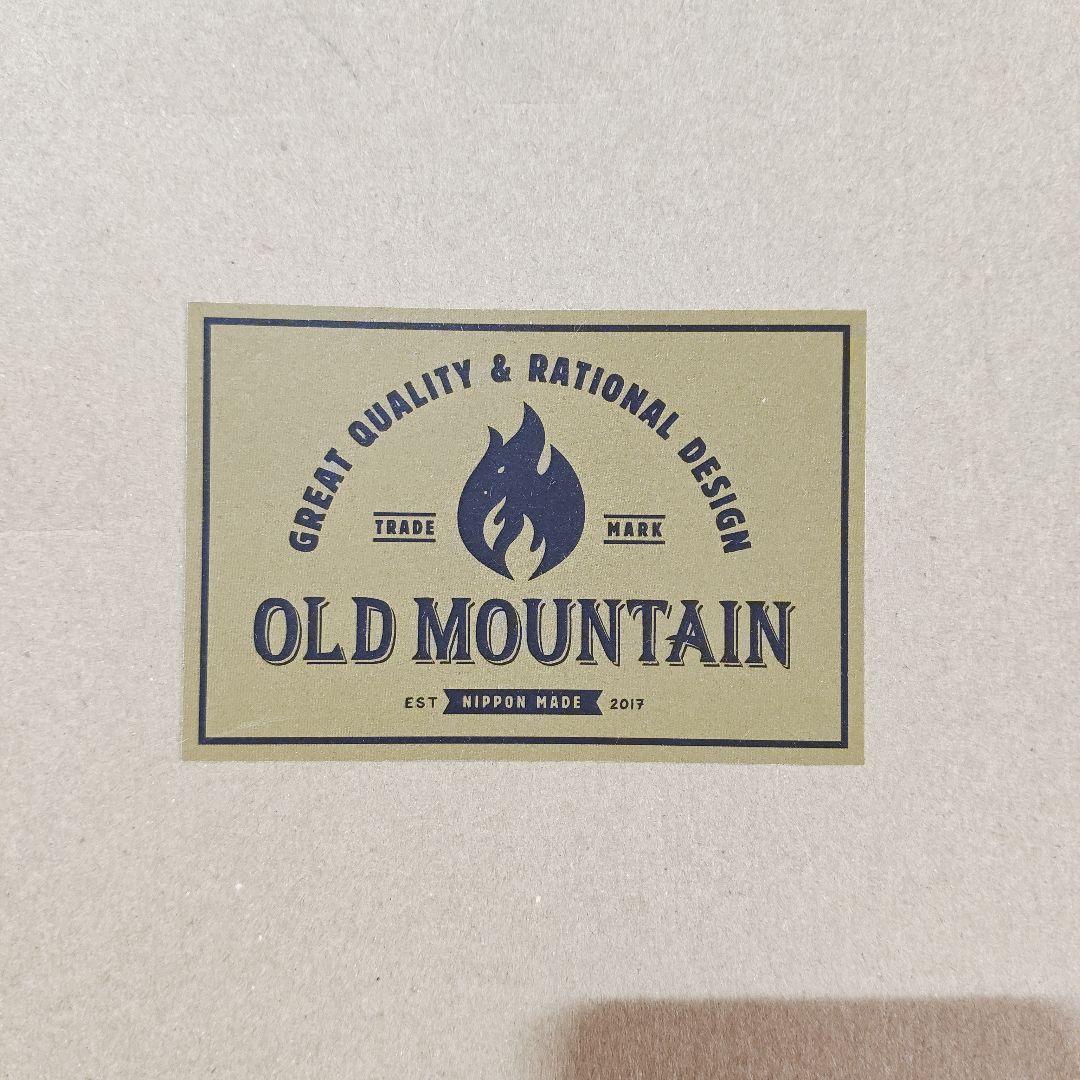 GREAT QUALITY & RATIONAL DESIGN
TRADE MARK
OLD MOUNTAIN
EST NIPPON MADE 2017